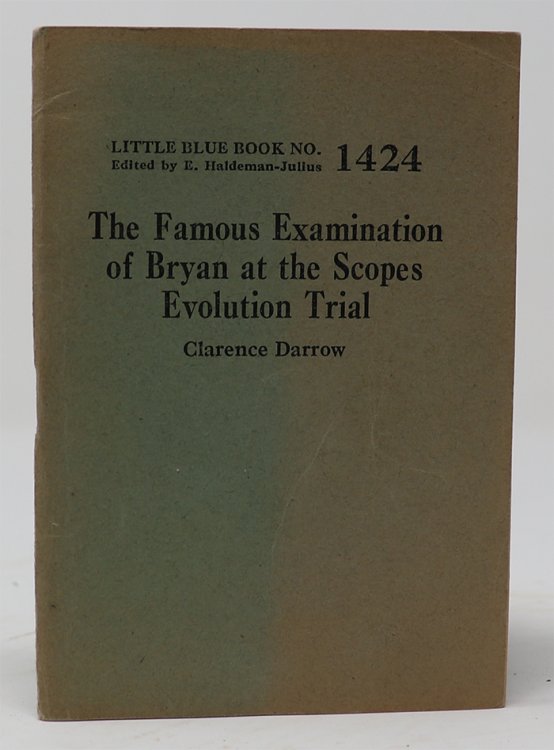 LITTLE BLUE BOOK NO. 1424
Edited by E. Haldeman-Julius
The Famous Examination
of Bryan at the Scopes
Evolution Trial
Clarence Darrow